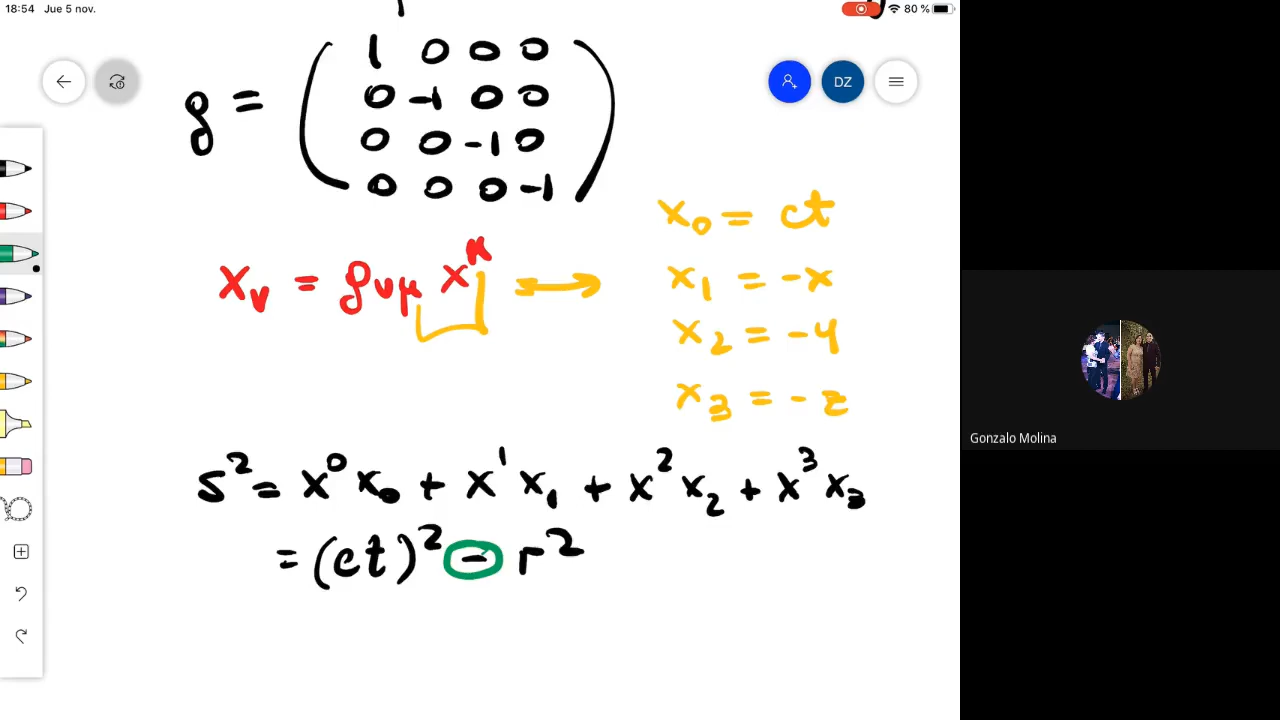 18:54 Jue 5 nov. 80 %
DZ
g = ( 1 0 0 0
0 -1 0 0
0 0 -1 0
0 0 0 -1 )
x₀ = ct
x_ν = g_νμ x^μ →
x₁ = -x
x₂ = -y
x₃ = -z
Gonzalo Molina
s² = x⁰x₀ + x¹x₁ + x²x₂ + x³x₃
= (ct)² - r²